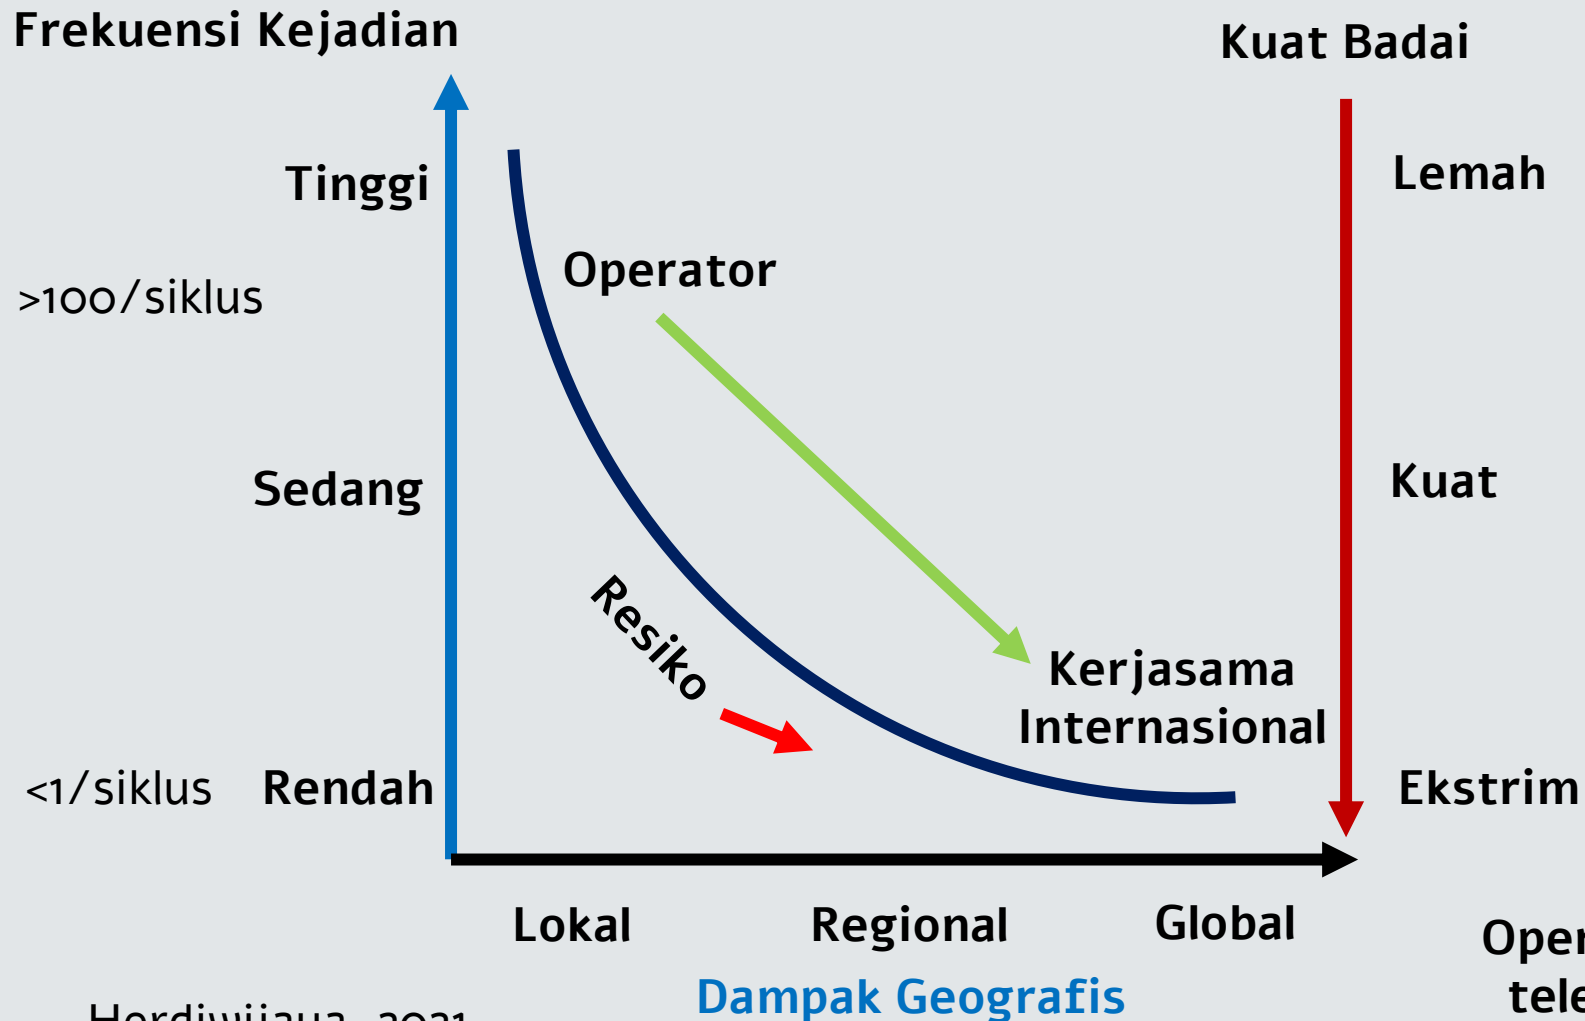 Frekuensi Kejadian
Kuat Badai
Tinggi
Lemah
Operator
>100/siklus
Sedang
Kuat
Resiko
Kerjasama
Internasional
<1/siklus
Rendah
Ekstrim
Lokal
Regional
Global
Dampak Geografis